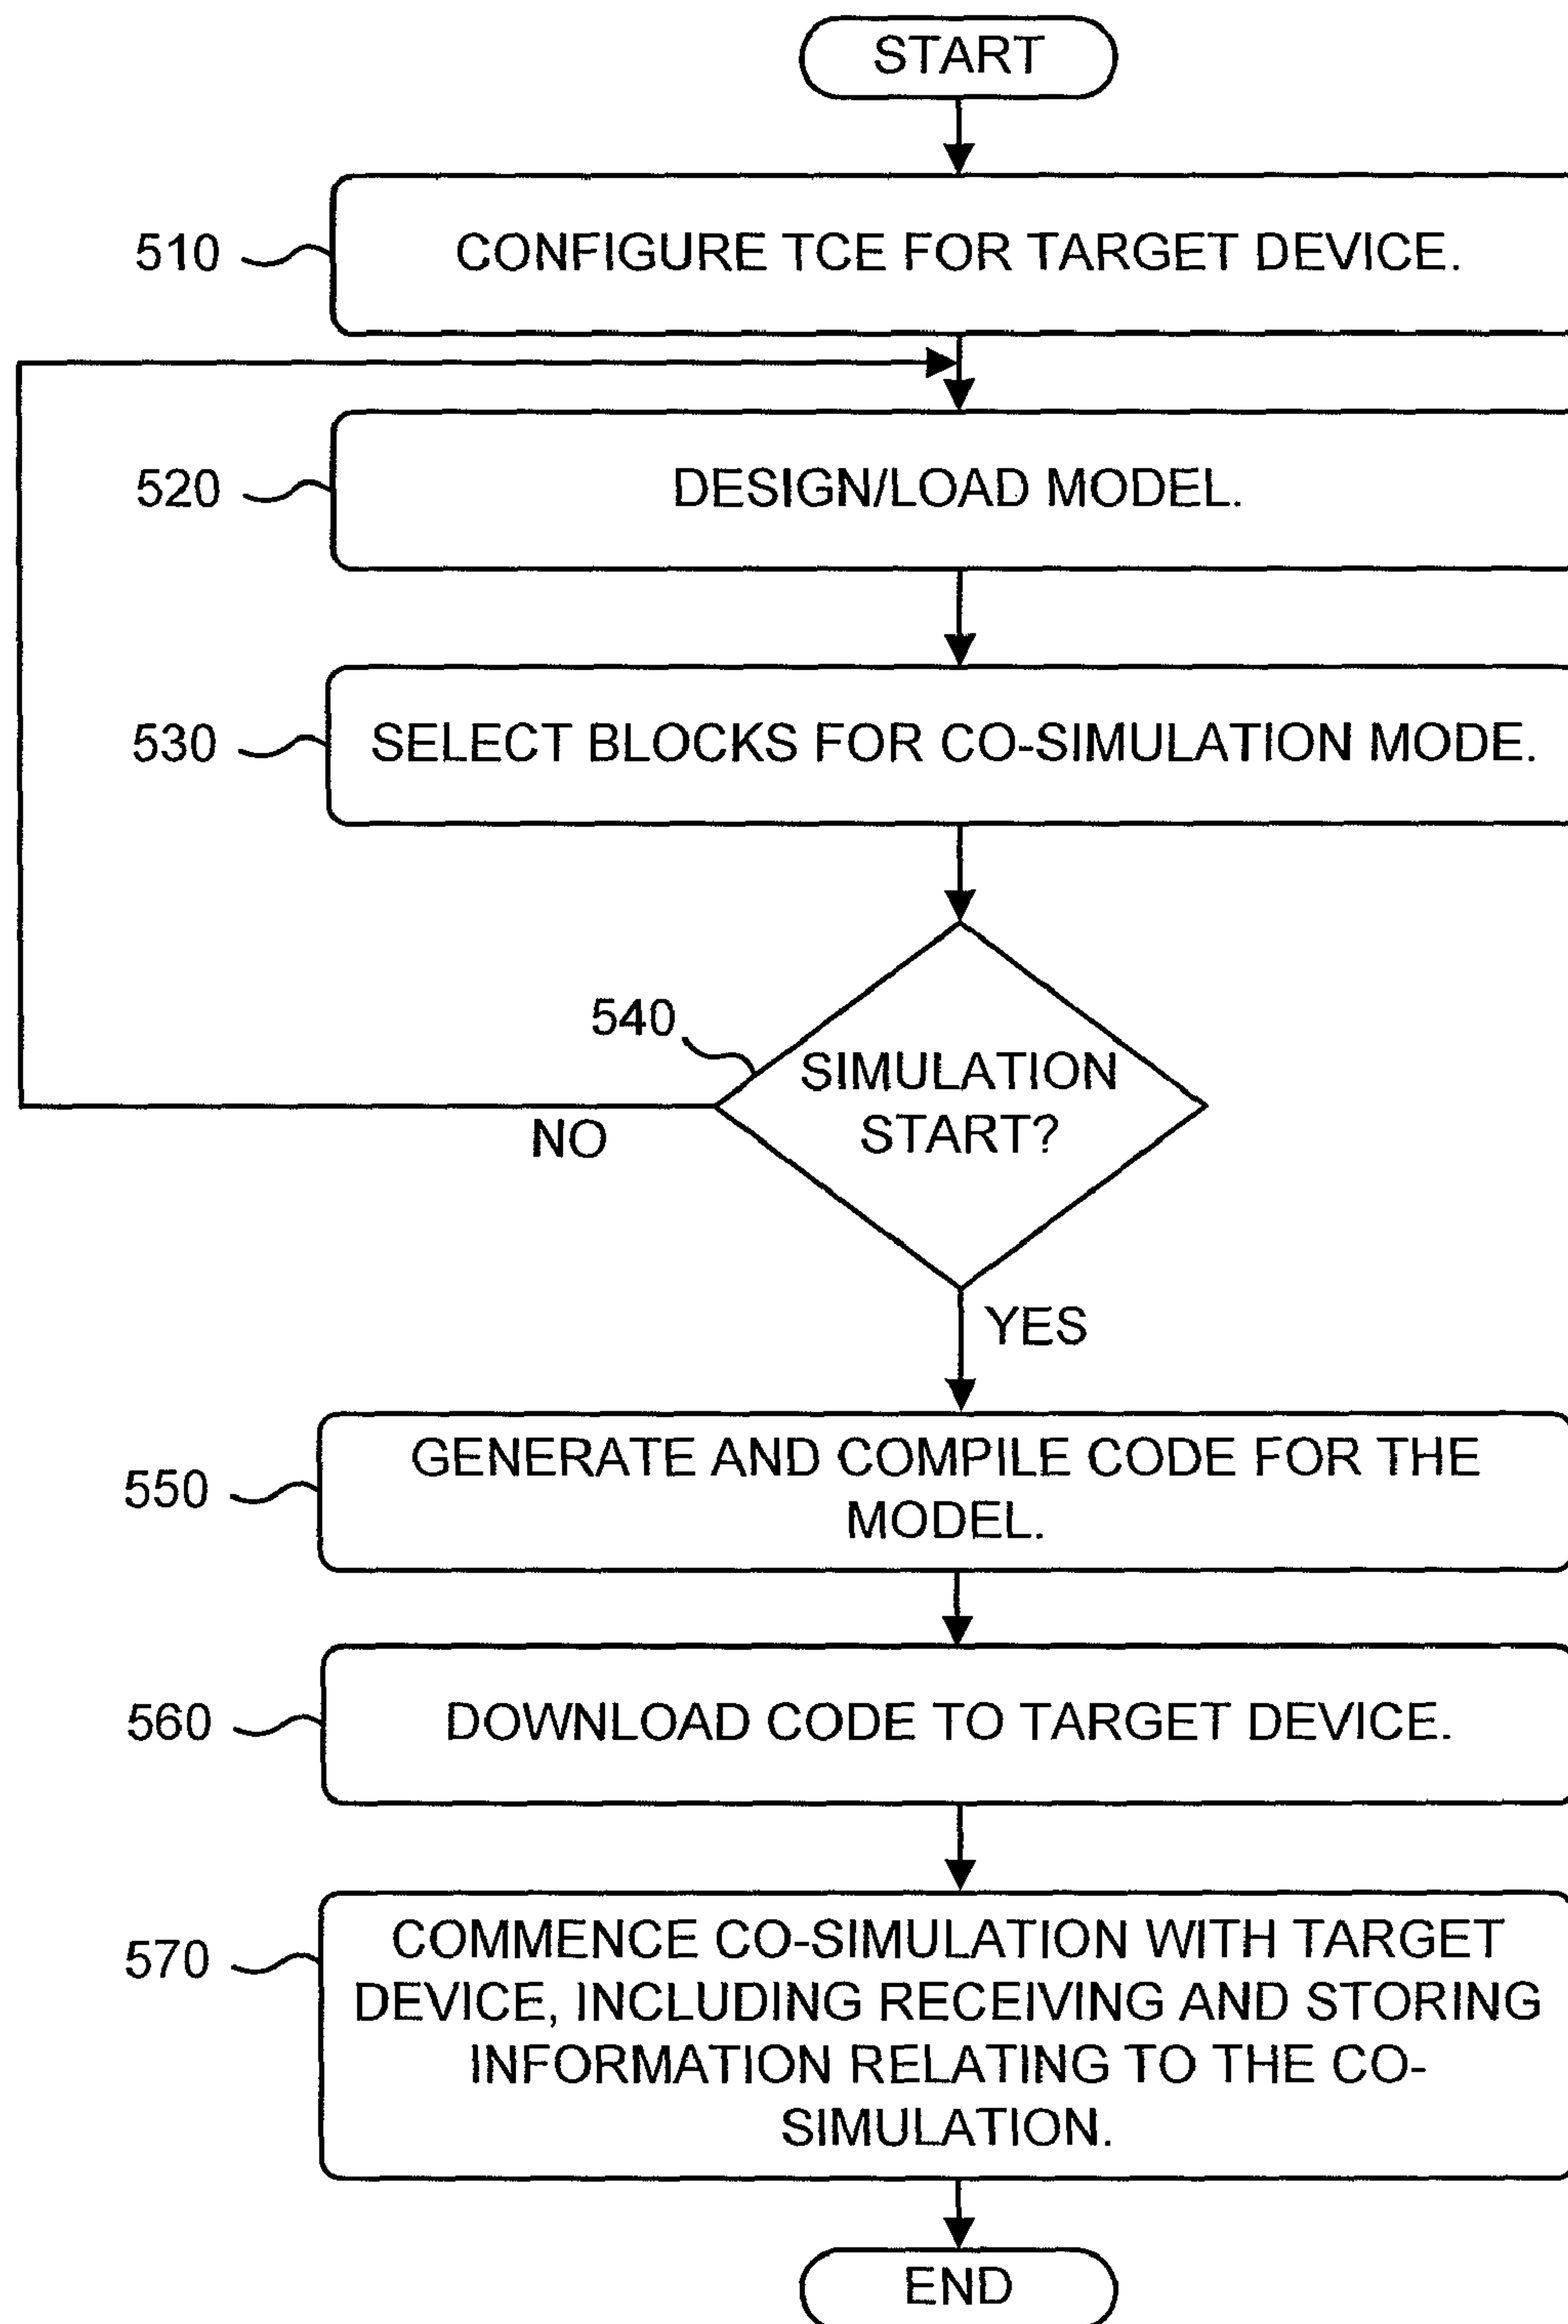 START
510
CONFIGURE TCE FOR TARGET DEVICE.
520
DESIGN/LOAD MODEL.
530
SELECT BLOCKS FOR CO-SIMULATION MODE.
540
SIMULATION
START?
NO
YES
550
GENERATE AND COMPILE CODE FOR THE
MODEL.
560
DOWNLOAD CODE TO TARGET DEVICE.
570
COMMENCE CO-SIMULATION WITH TARGET
DEVICE, INCLUDING RECEIVING AND STORING
INFORMATION RELATING TO THE CO-
SIMULATION.
END